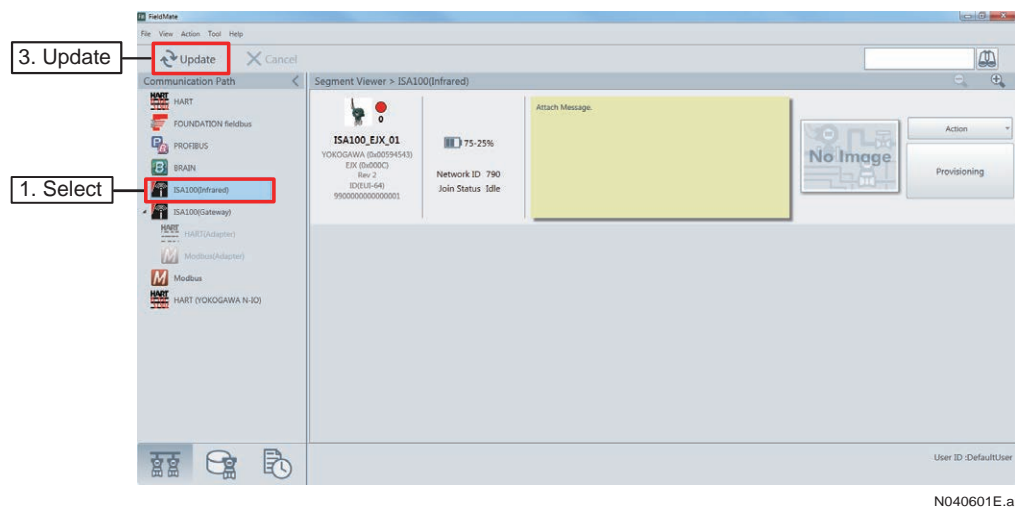 FieldMate
File View Action Tool Help
3. Update
Update
Cancel
Communication Path
Segment Viewer > ISA100(Infrared)
HART
FOUNDATION fieldbus
PROFIBUS
BRAIN
1. Select
ISA100(Infrared)
ISA100(Gateway)
HART(Adapter)
Modbus(Adapter)
Modbus
HART (YOKOGAWA N-IO)
0
ISA100_EJX_01
YOKOGAWA (0x00594543)
EJX (0x000C)
Rev 2
ID(EUI-64)
9900000000000001
75-25%
Network ID 790
Join Status Idle
Attach Message.
No Image
Action
Provisioning
User ID :DefaultUser
N040601E.a